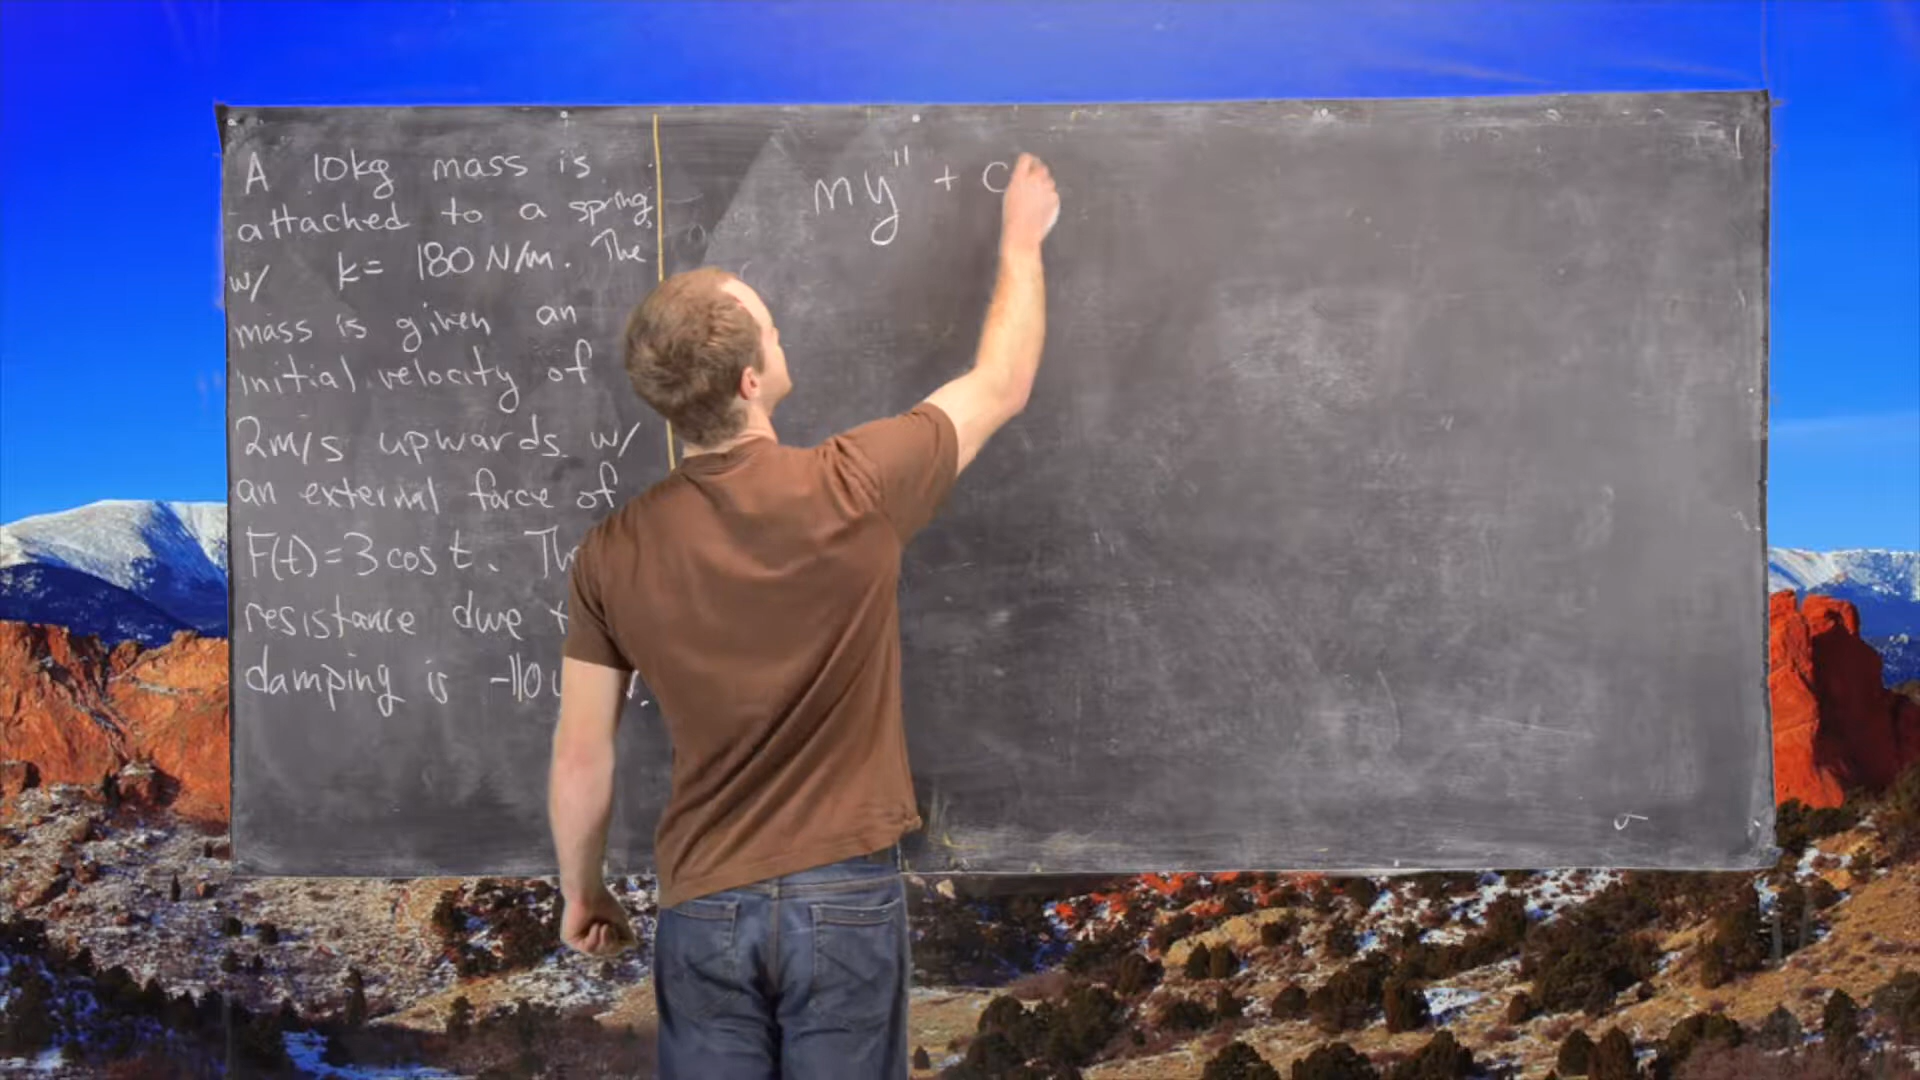 A 10kg mass is
attached to a spring,
w/ k= 180 N/m. The
mass is given an
initial velocity of
2m/s upwards w/
an external force of
F(t)=3cos t.
resistance due
damping is -110
my" + c